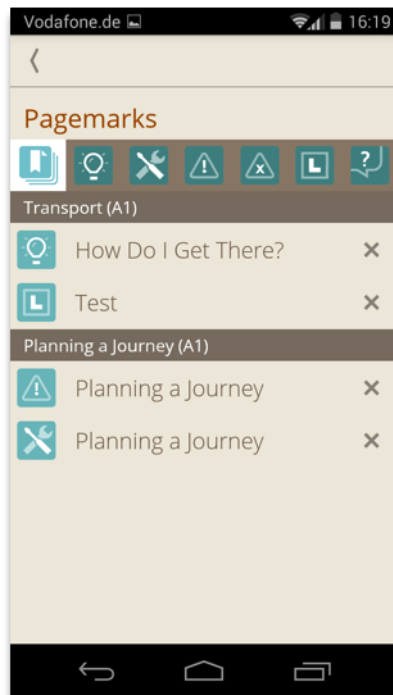 Vodafone.de 16:19
Pagemarks
Transport (A1)
How Do I Get There?
Test
Planning a Journey (A1)
Planning a Journey
Planning a Journey